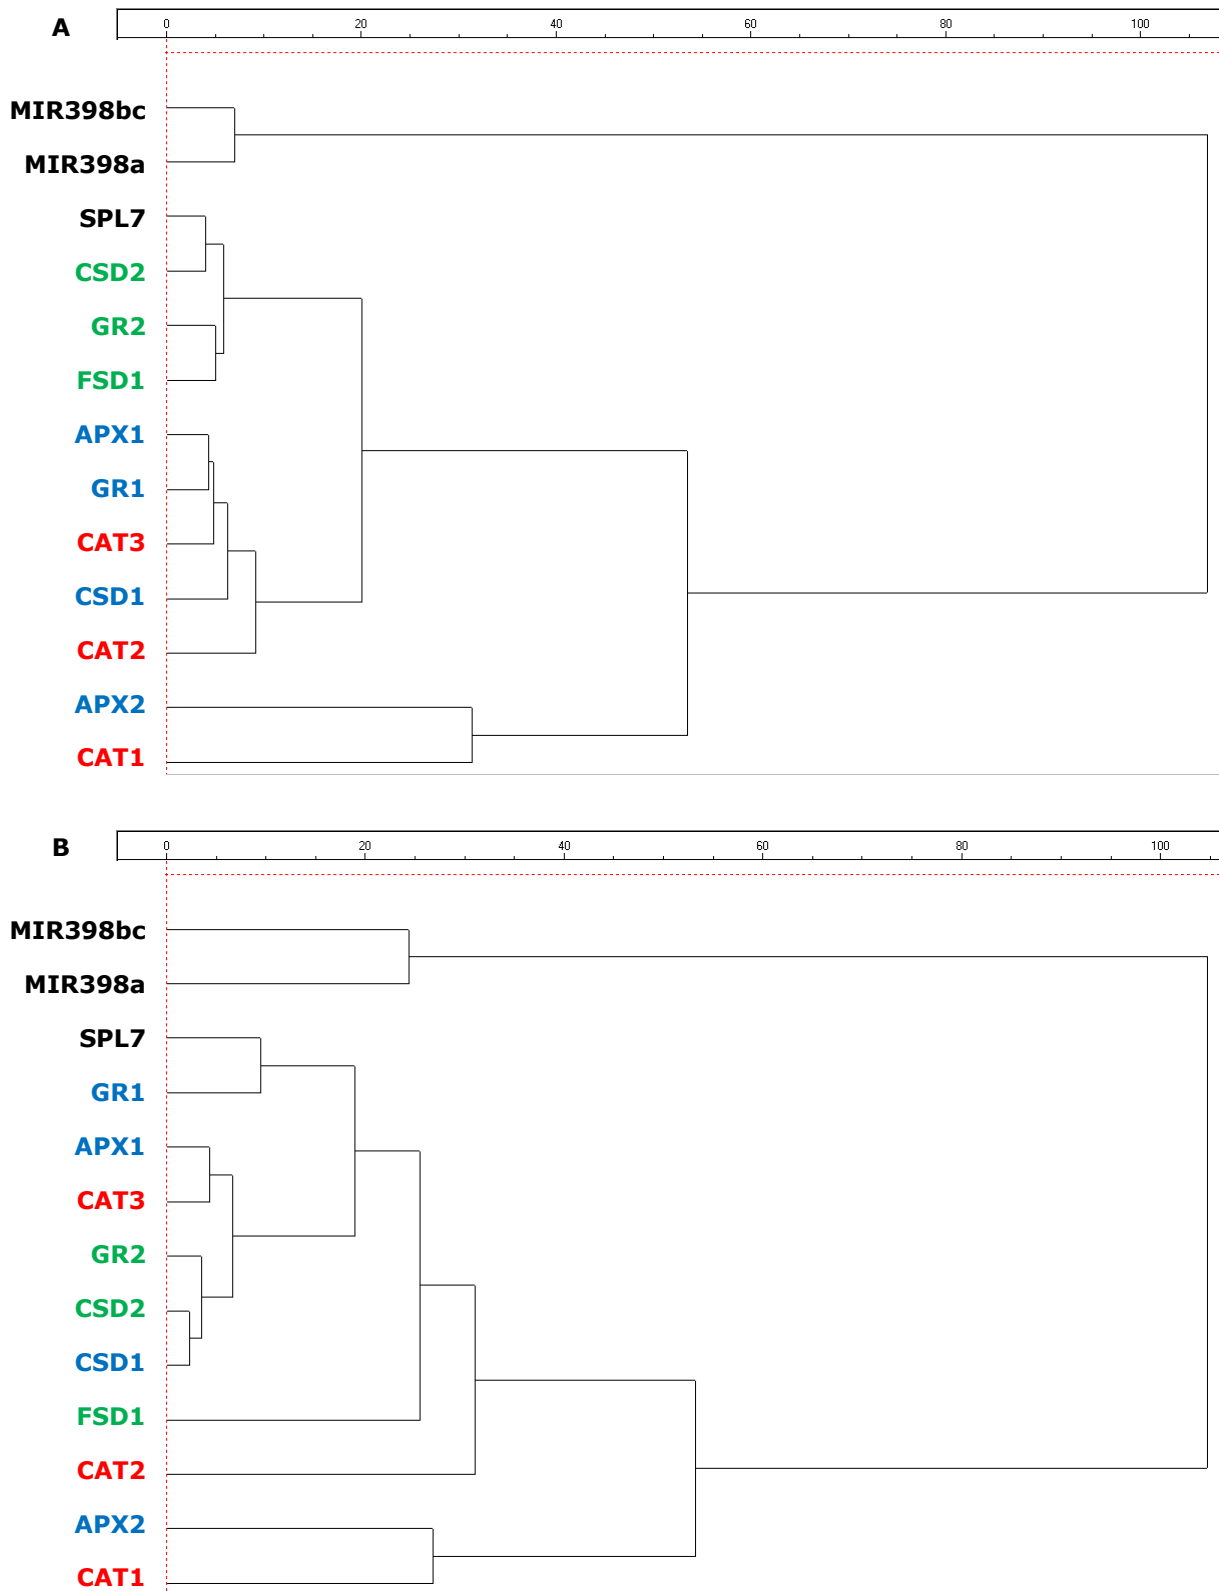 A
0 20 40 60 80 100
MIR398bc
MIR398a
SPL7
CSD2
GR2
FSD1
APX1
GR1
CAT3
CSD1
CAT2
APX2
CAT1
B
0 20 40 60 80 100
MIR398bc
MIR398a
SPL7
GR1
APX1
CAT3
GR2
CSD2
CSD1
FSD1
CAT2
APX2
CAT1